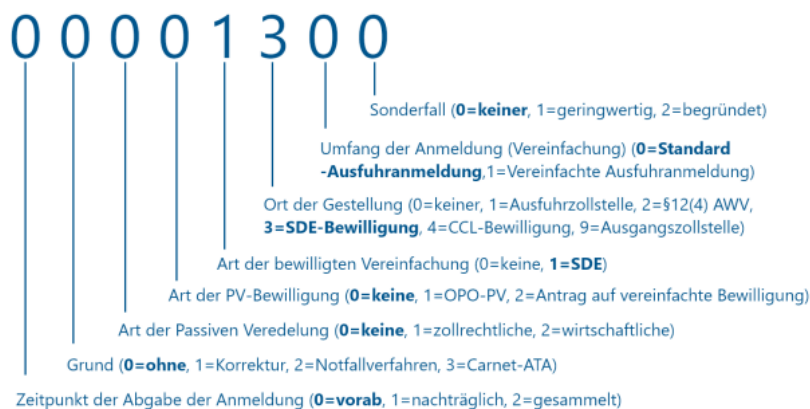 0 0 0 0 1 3 0 0
Sonderfall (0=keiner, 1=geringwertig, 2=begründet)
Umfang der Anmeldung (Vereinfachung) (0=Standard
-Ausfuhranmeldung,1=Vereinfachte Ausfuhranmeldung)
Ort der Gestellung (0=keiner, 1=Ausfuhrzollstelle, 2=§12(4) AWV,
3=SDE-Bewilligung, 4=CCL-Bewilligung, 9=Ausgangszollstelle)
Art der bewilligten Vereinfachung (0=keine, 1=SDE)
Art der PV-Bewilligung (0=keine, 1=OPO-PV, 2=Antrag auf vereinfachte Bewilligung)
Art der Passiven Veredelung (0=keine, 1=zollrechtliche, 2=wirtschaftliche)
Grund (0=ohne, 1=Korrektur, 2=Notfallverfahren, 3=Carnet-ATA)
Zeitpunkt der Abgabe der Anmeldung (0=vorab, 1=nachträglich, 2=gesammelt)